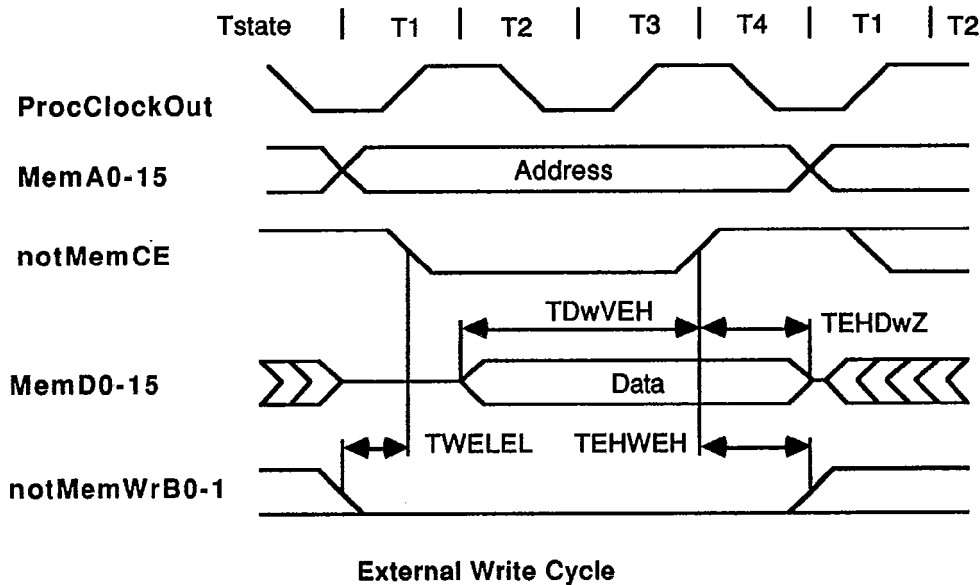 Tstate | T1 | T2 | T3 | T4 | T1 | T2
ProcClockOut
MemA0-15
Address
notMemCE
TDwVEH
TEHDwZ
MemD0-15
Data
TWELEL
TEHWEH
notMemWrB0-1
External Write Cycle